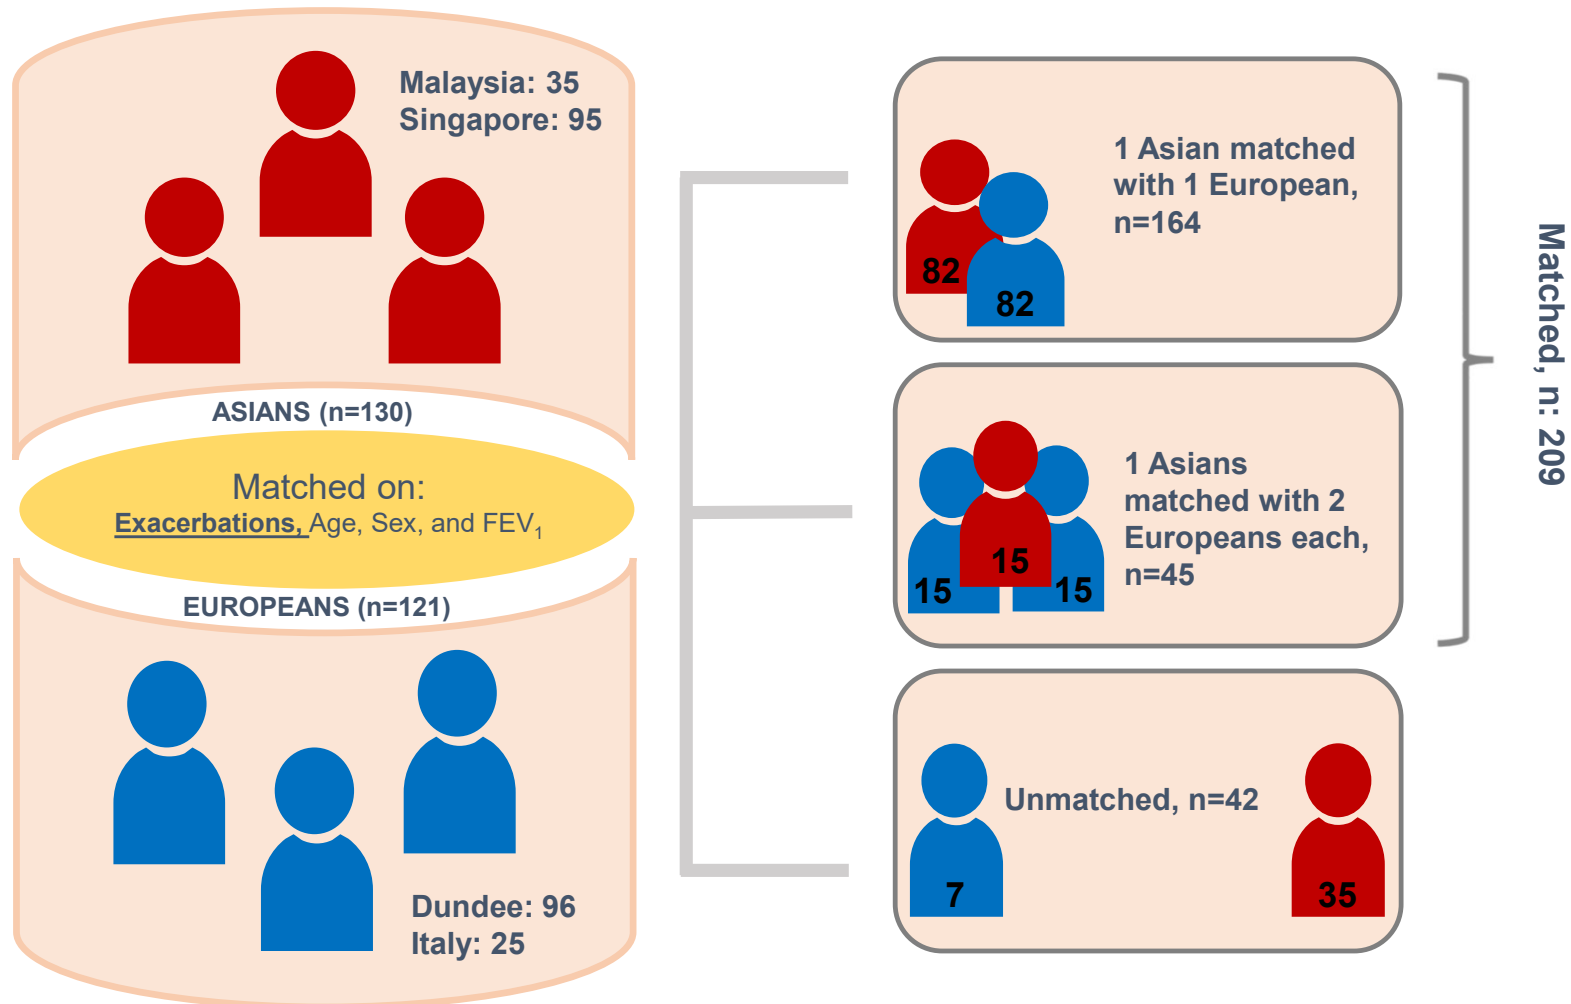 Malaysia: 35
Singapore: 95
ASIANS (n=130)
Matched on:
Exacerbations, Age, Sex, and FEV₁
EUROPEANS (n=121)
Dundee: 96
Italy: 25
1 Asian matched
with 1 European,
n=164
82
82
1 Asians
matched with 2
Europeans each,
n=45
15
15
15
Unmatched, n=42
7
35
Matched, n: 209